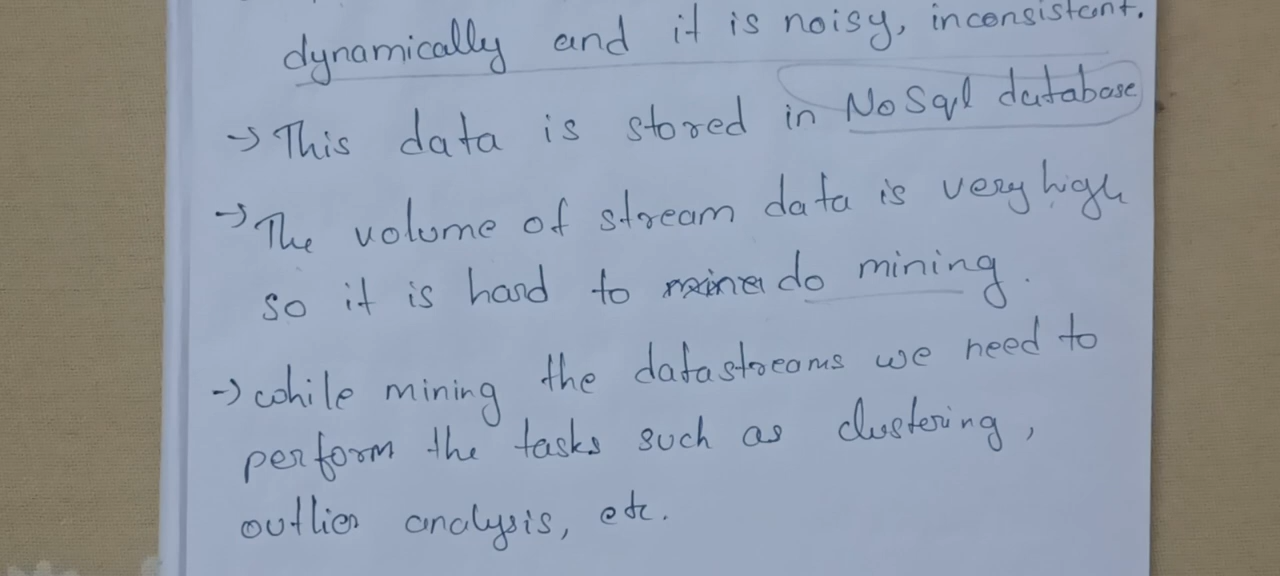 dynamically and it is noisy, inconsistent.
→ This data is stored in NoSql database
→ The volume of stream data is very high
so it is hard to do mining.
→ while mining the datastreams we need to
perform the tasks such as clustering,
outlier analysis, etc.